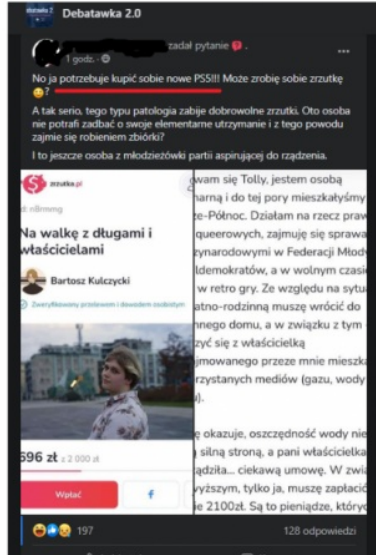 Debatawka 2.0
zadał pytanie
1 godz.
No ja potrzebuje kupić sobie nowe PS5!!! Może zrobię sobie zrzutkę
?
A tak serio, tego typu patologia zabije dobrowolne zrzutki. Oto osoba
nie potrafi zadbać o swoje elementarne utrzymanie i z tego powodu
zajmie się robieniem zbiórki?
I to jeszcze osoba z młodzieżówki partii aspirującej do rządzenia.
zrzutka.pl
Na walkę z długami i
właścicielami
Bartosz Kulczycki
Zweryfikowany przelewem i dowodem osobistym
596 zł z 2 000 zł
Wpłać
f
wam się Tolly, jestem osobą
narną i do tej pory mieszkałyśmy
ze-Północ. Działam na rzecz praw
queerowych, zajmuję się sprawa
zynarodowymi w Federacji Młody
ldemokratów, a w wolnym czasie
w retro gry. Ze względu na sytua
atno-rodzinną muszę wrócić do
nnego domu, a w związku z tym
zyć się z właścicielką
jmowanego przeze mnie mieszka
rzystanych mediów (gazu, wody
).
ę okazuje, oszczędność wody nie
silną stroną, a pani właścicielka
ądziła... ciekawą umowę. W zwią
wyższym, tylko ja, muszę zapłacić
ie 2100zł. Są to pieniądze, któryc
197
128 odpowiedzi